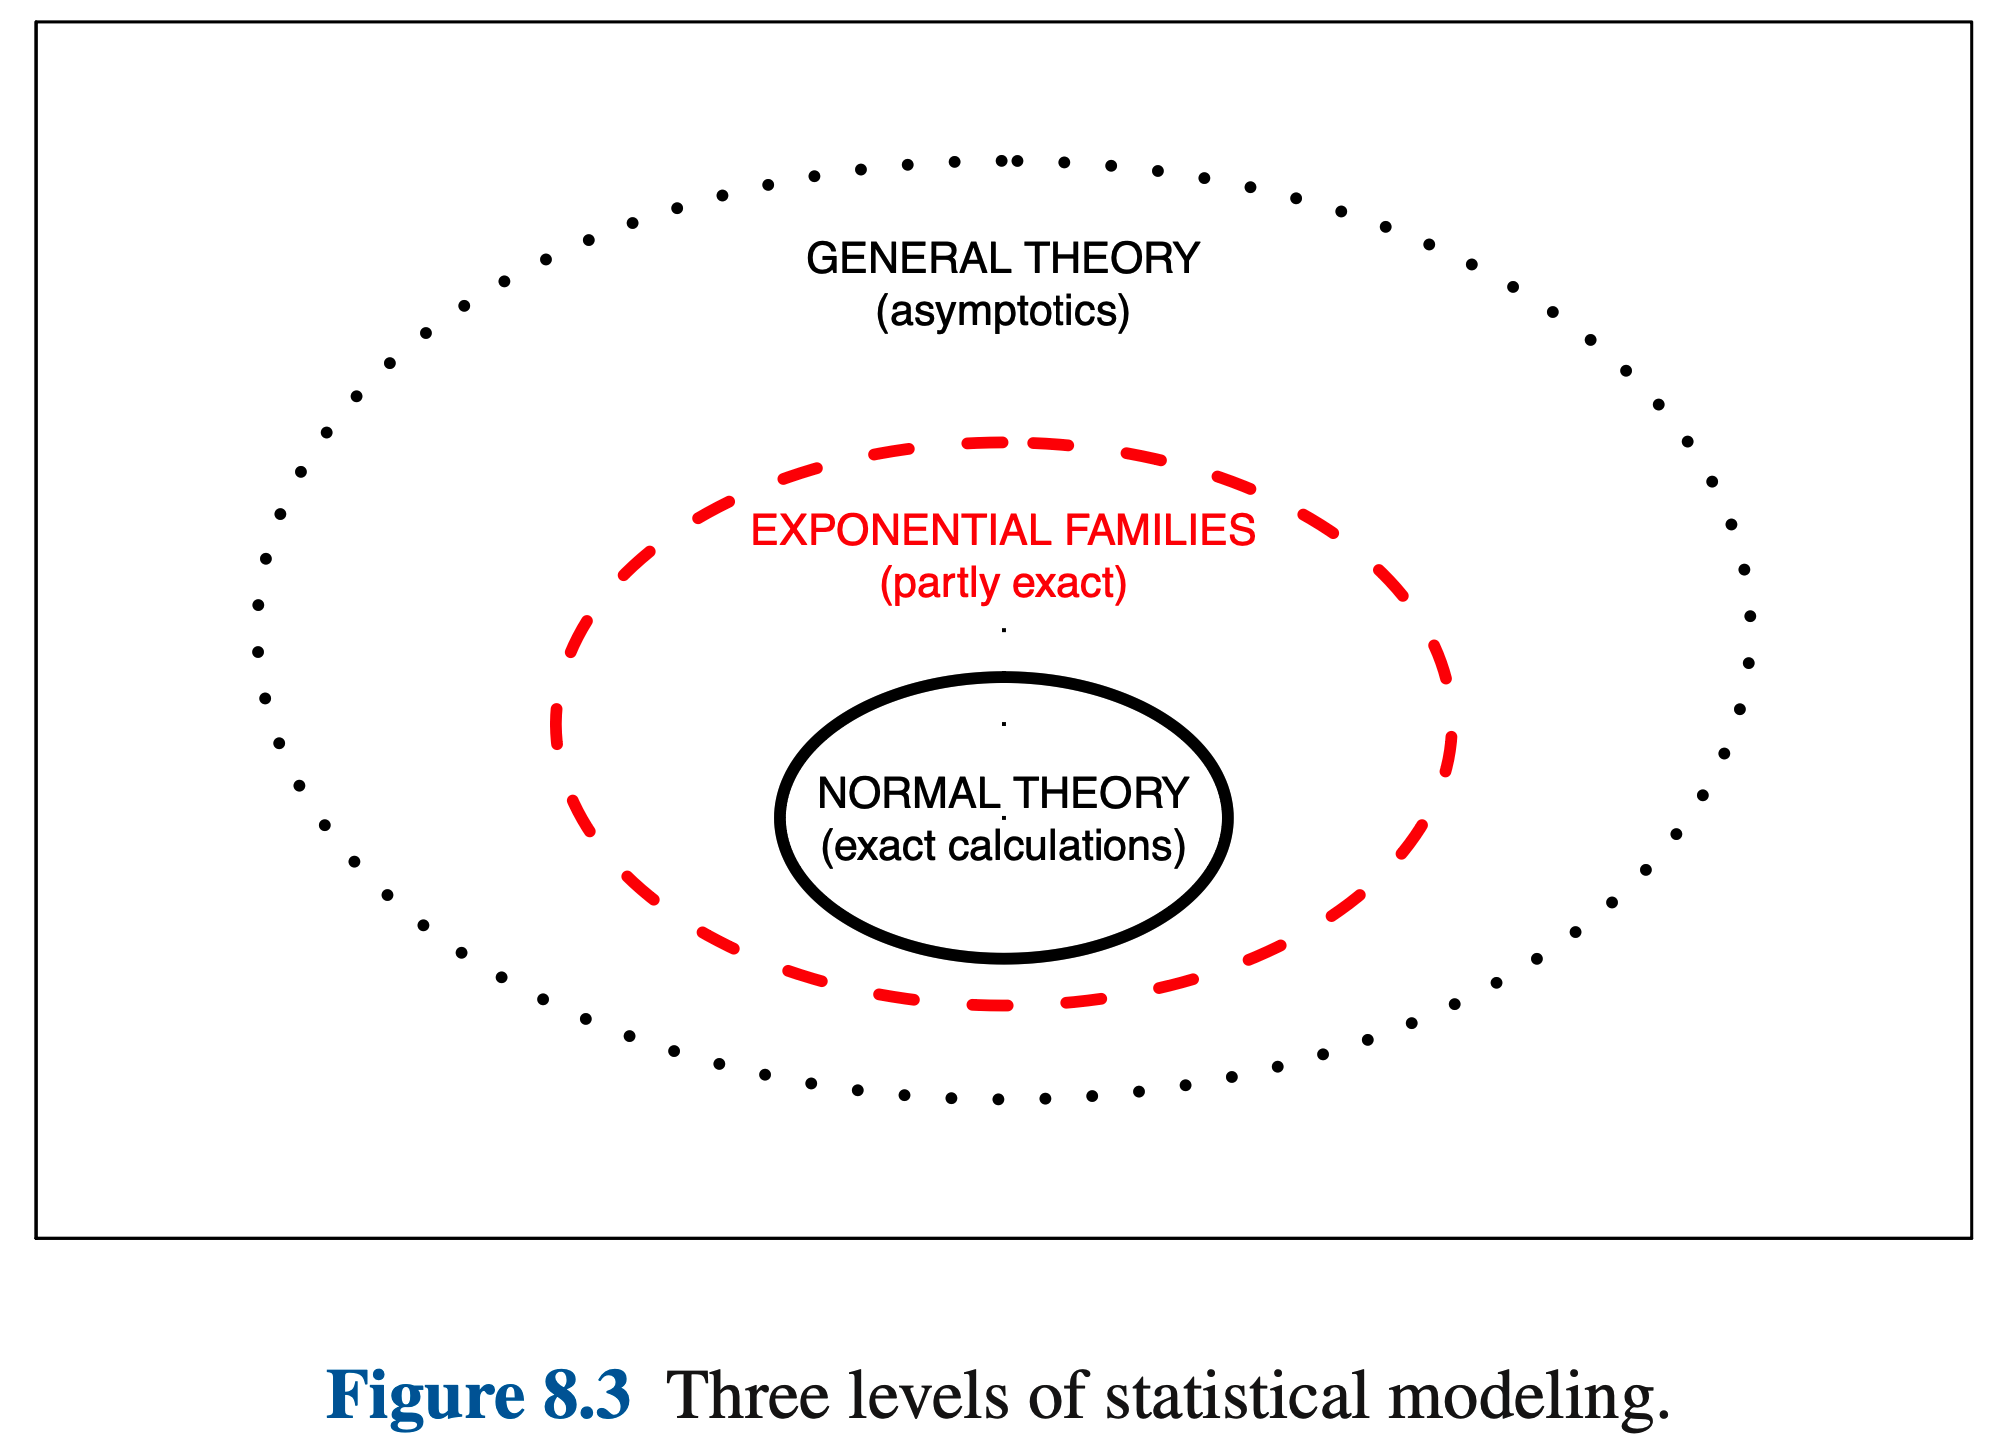 GENERAL THEORY
(asymptotics)
EXPONENTIAL FAMILIES
(partly exact)
NORMAL THEORY
(exact calculations)
Figure 8.3 Three levels of statistical modeling.